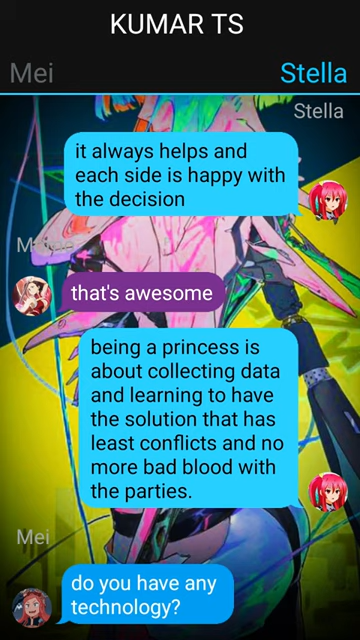 KUMAR TS
Mei
Stella
Stella
it always helps and
each side is happy with
the decision
that's awesome
being a princess is
about collecting data
and learning to have
the solution that has
least conflicts and no
more bad blood with
the parties.
Mei
do you have any
technology?